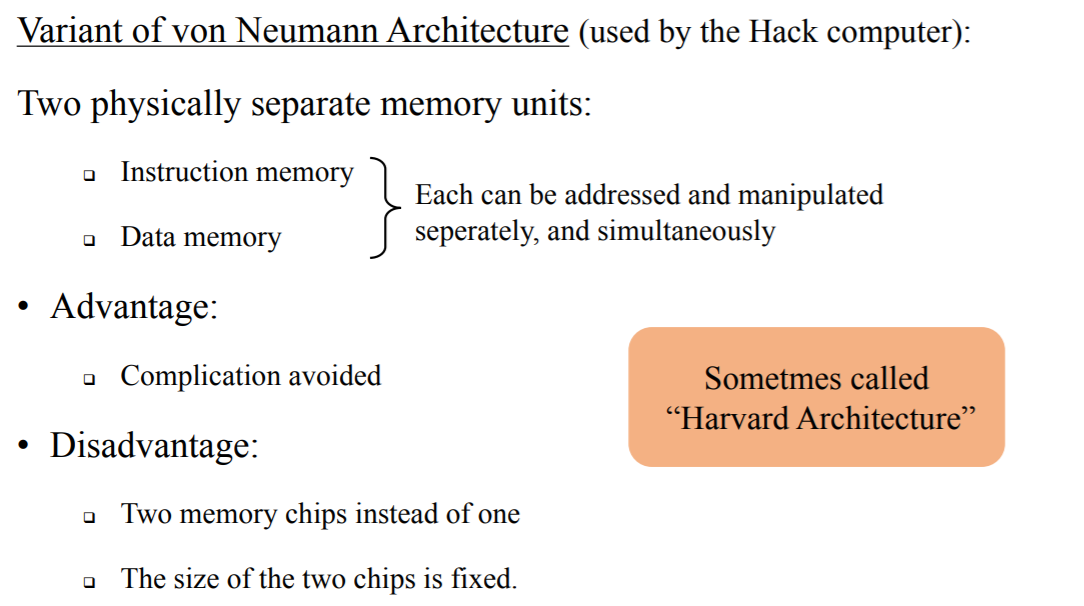 Variant of von Neumann Architecture (used by the Hack computer):
Two physically separate memory units:
❑ Instruction memory
❑ Data memory
Each can be addressed and manipulated
seperately, and simultaneously
• Advantage:
❑ Complication avoided
• Disadvantage:
❑ Two memory chips instead of one
❑ The size of the two chips is fixed.
Sometmes called
“Harvard Architecture”